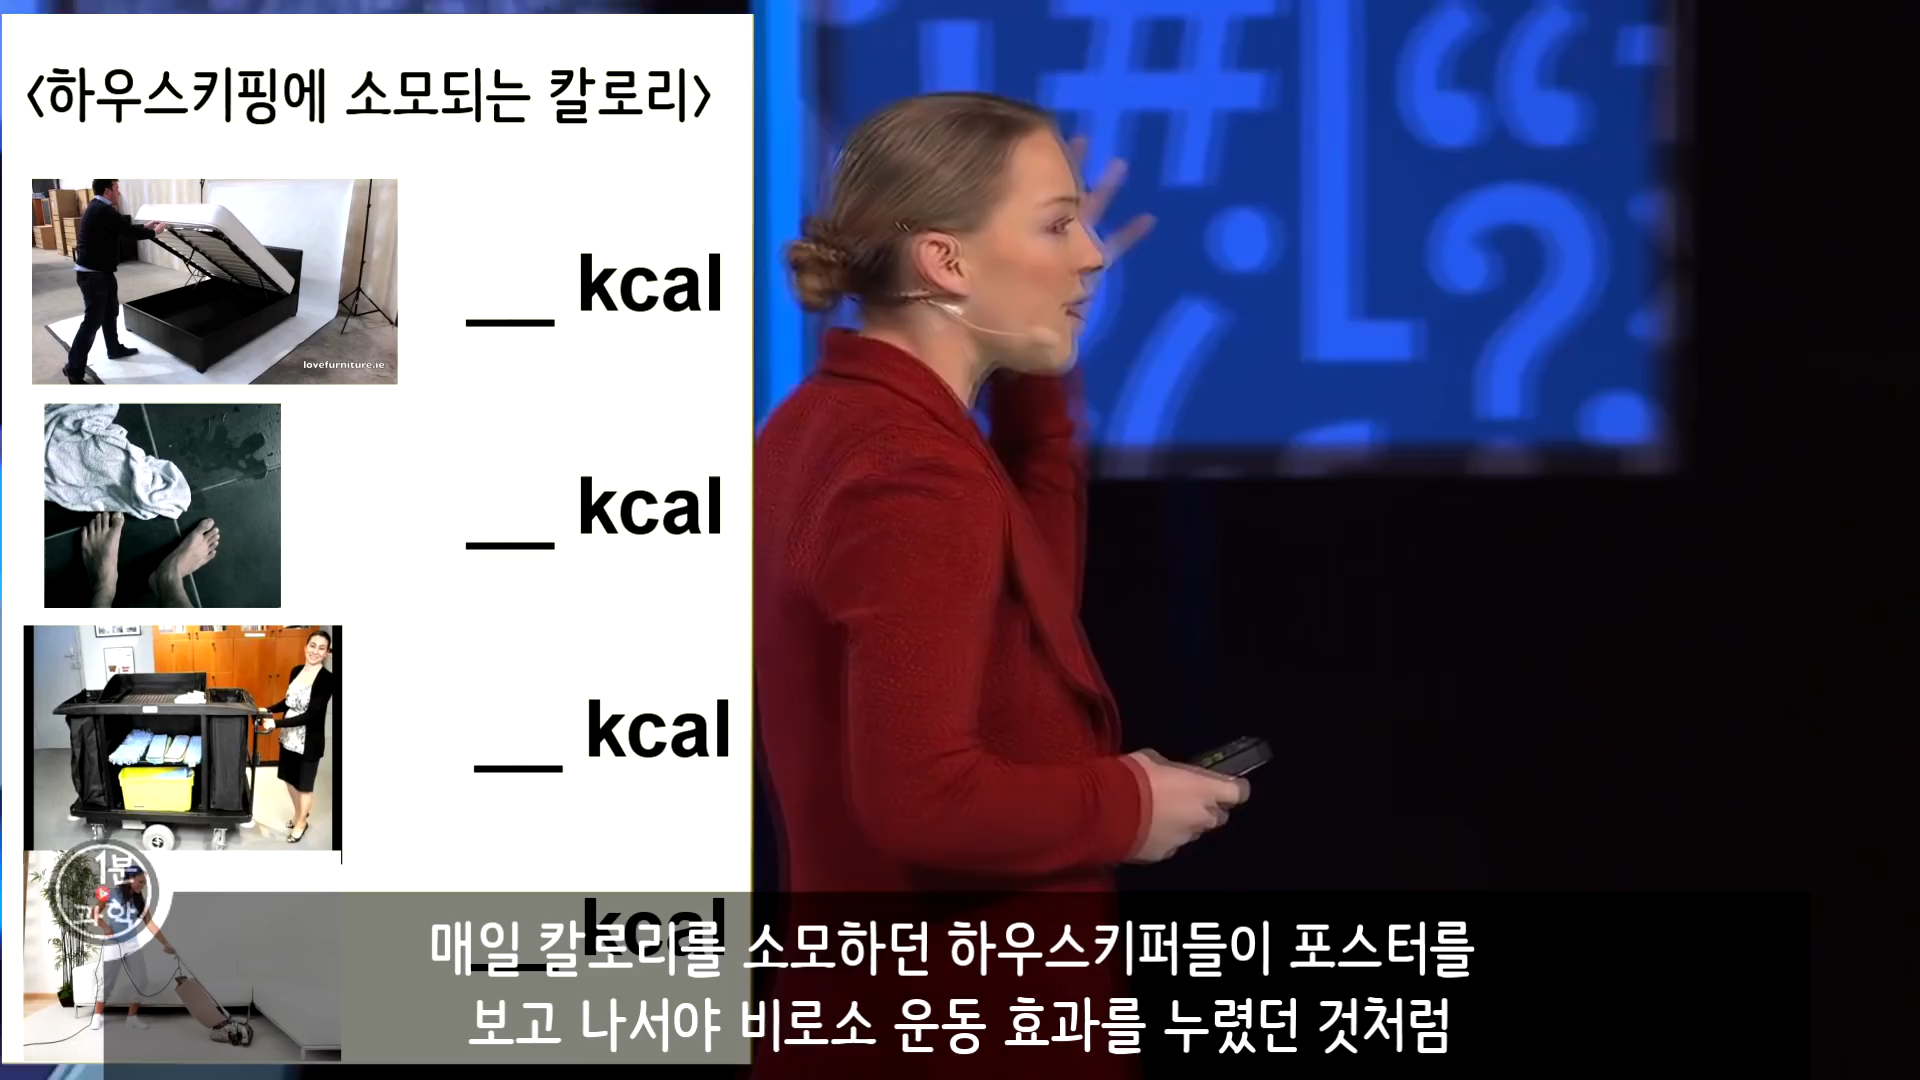 <하우스키핑에 소모되는 칼로리>
lovefurniture.ie
__ kcal
__ kcal
__ kcal
__ kcal
1분
과학
매일 칼로리를 소모하던 하우스키퍼들이 포스터를
보고 나서야 비로소 운동 효과를 누렸던 것처럼
# “
; ?